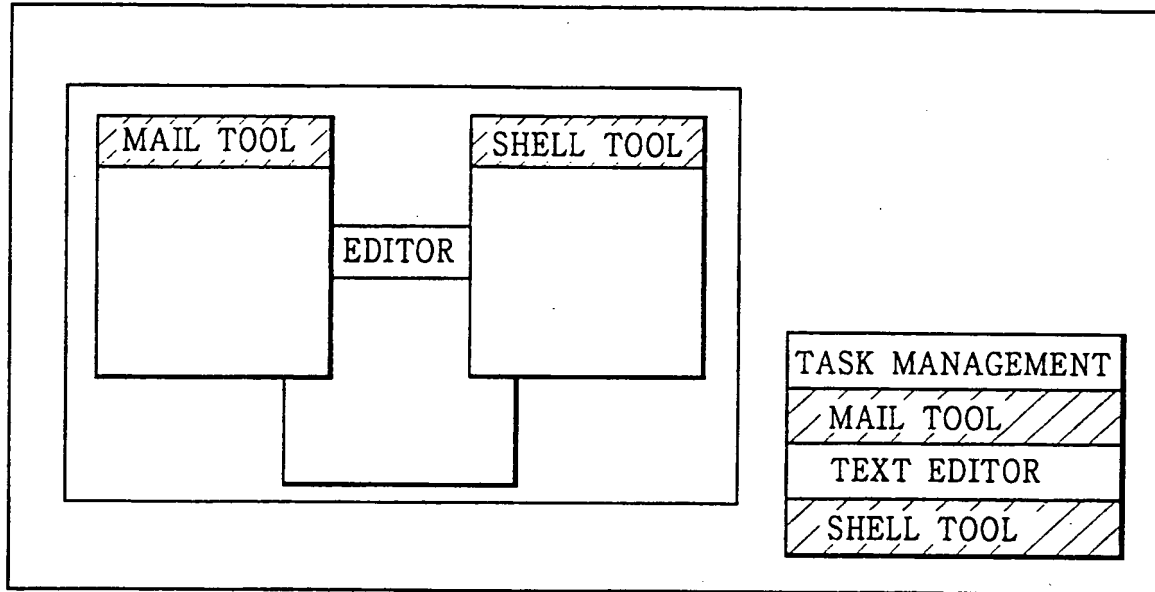 MAIL TOOL
SHELL TOOL
EDITOR
TASK MANAGEMENT
MAIL TOOL
TEXT EDITOR
SHELL TOOL